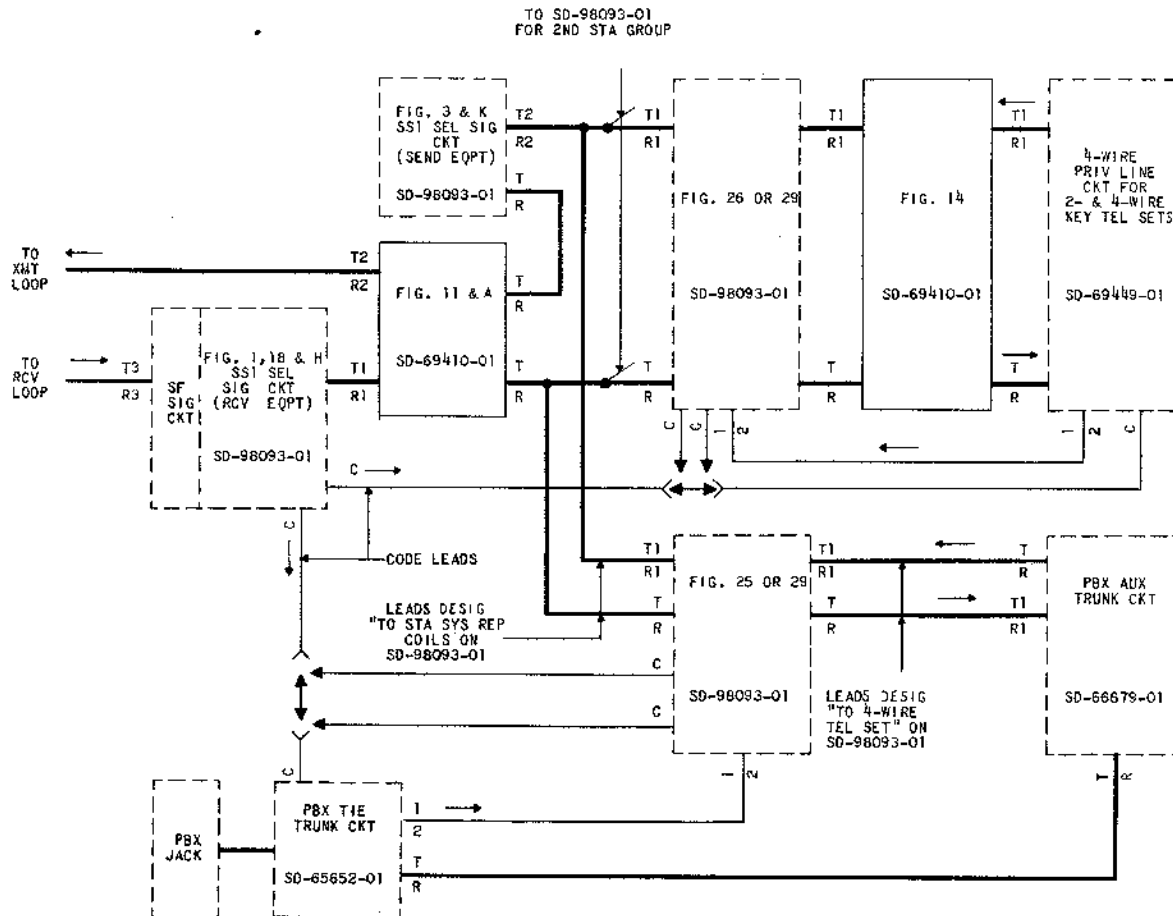 TO SD-98093-01
FOR 2ND STA GROUP
FIG. 3 & K
SS1 SEL SIG
CKT
(SEND EQPT)
SD-98093-01
T2
R2
T
R
T1
R1
FIG. 26 OR 29
SD-98093-01
T1
R1
FIG. 14
SD-69410-01
T1
R1
4-WIRE
PRIV LINE
CKT FOR
2- & 4-WIRE
KEY TEL SETS
SD-69449-01
TO
XMT
LOOP
T2
R2
FIG. 11 & A
SD-69410-01
T
R
T
R
T
R
T
R
T
R
TO
RCV
LOOP
T3
R3
SF
SIG
CKT
FIG. 1,18 & H
SS1 SEL
SIG CKT
(RCV EQPT)
SD-98093-01
T1
R1
C
C
1
2
1
2
C
C
C
CODE LEADS
LEADS DESIG
"TO STA SYS REP
COILS ON
SD-98093-01
T1
R1
T
R
C
C
FIG. 25 OR 29
SD-98093-01
T1
R1
T
R
LEADS DESIG
"TO 4-WIRE
TEL SET" ON
SD-98093-01
T
R
T1
R1
PBX AUX
TRUNK CKT
SD-66679-01
1
2
T
R
C
PBX
JACK
PBX TIE
TRUNK CKT
SD-65652-01
1
2
T
R